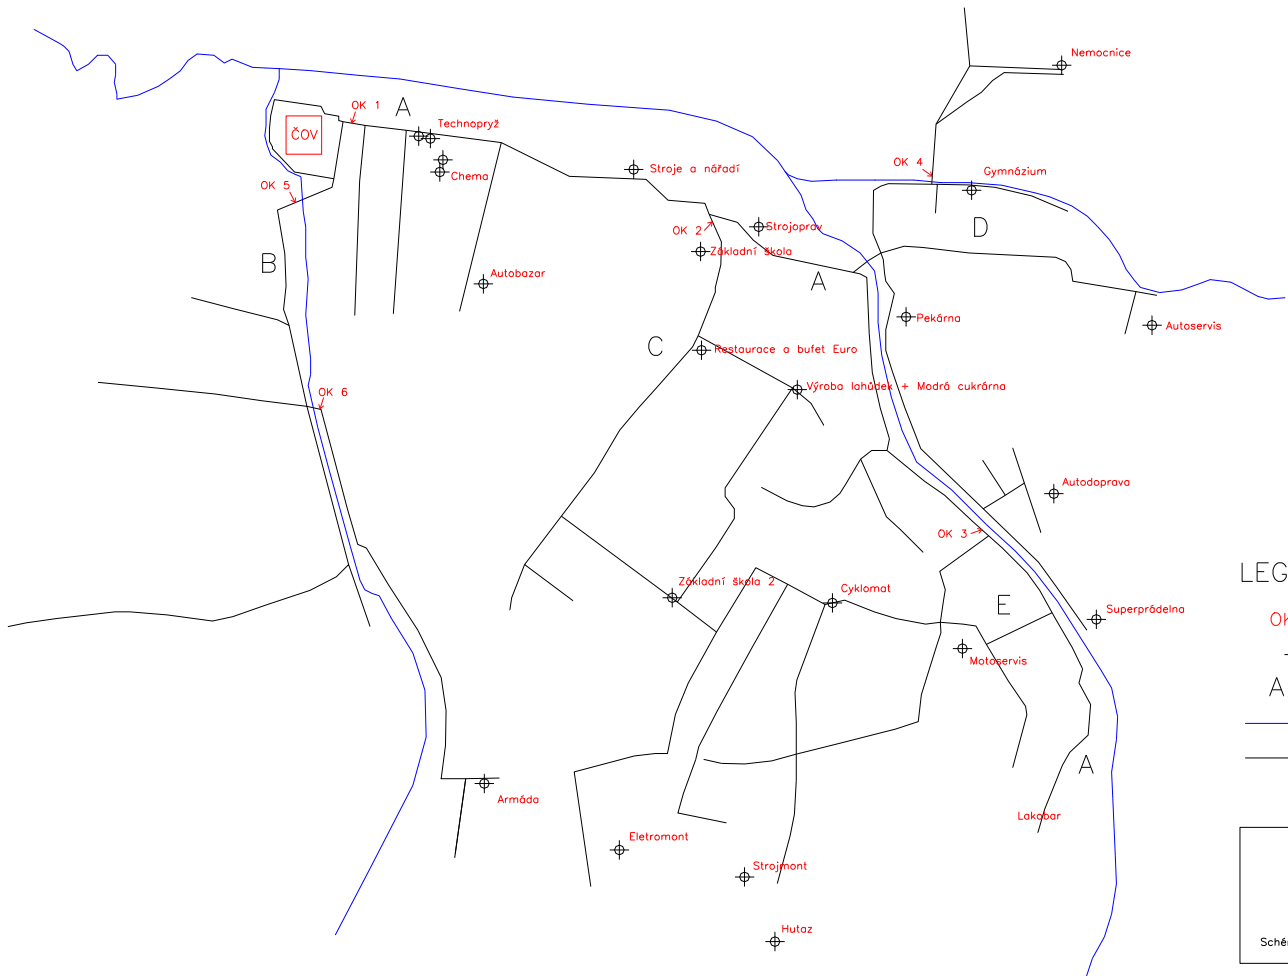 Nemocnice
OK 1
A
Technopryž
ČOV
OK 4
Stroje a nářadí
Gymnázium
Chema
OK 5
D
Strojoprav
OK 2
Základní škola
B
Autobazar
A
Pekárna
Autoservis
C
Restaurace a bufet Euro
Výroba lahůdek + Modrá cukrárna
OK 6
Autodoprava
OK 3
LEG
Základní škola 2
Cyklomat
E
Superprádelna
OK
Motoservis
A
A
Armáda
Lakobar
Eletromont
Strojmont
Hutaz
Sché